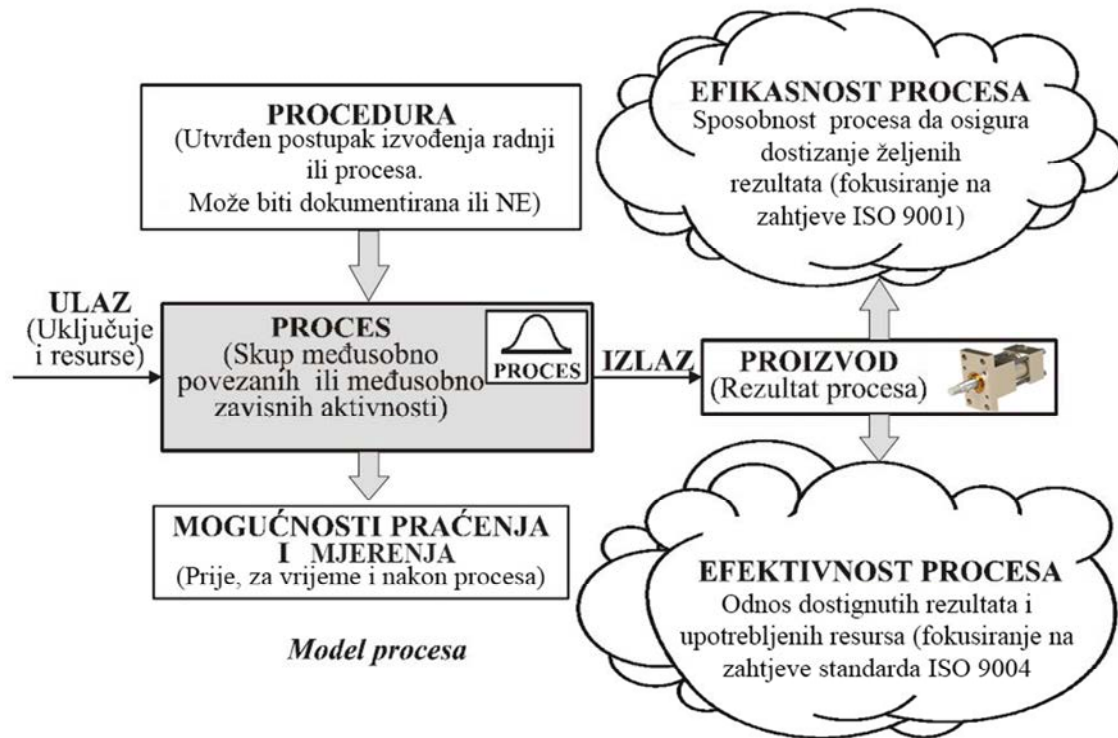 PROCEDURA
(Utvrđen postupak izvođenja radnji
ili procesa.
Može biti dokumentirana ili NE)
EFIKASNOST PROCESA
Sposobnost procesa da osigura
dostizanje željenih
rezultata (fokusiranje na
zahtjeve ISO 9001)
ULAZ
(Uključuje
i resurse)
PROCES
(Skup međusobno
povezanih ili međusobno
zavisnih aktivnosti)
PROCES
IZLAZ
PROIZVOD
(Rezultat procesa)
MOGUĆNOSTI PRAĆENJA
I MJERENJA
(Prije, za vrijeme i nakon procesa)
EFEKTIVNOST PROCESA
Odnos dostignutih rezultata i
upotrebljenih resursa (fokusiranje na
zahtjeve standarda ISO 9004
Model procesa